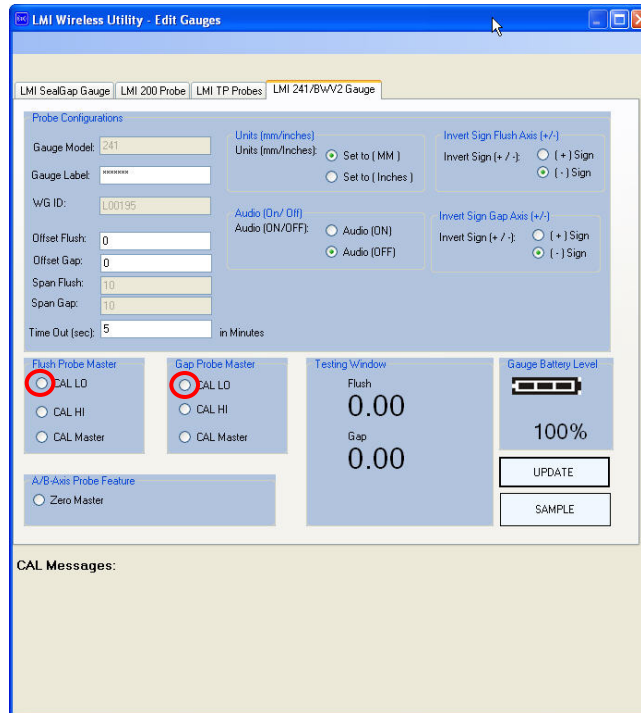 LMI Wireless Utility - Edit Gauges
LMI SealGap Gauge LMI 200 Probe LMI TP Probes LMI 241/BWV2 Gauge
Probe Configurations
Gauge Model: 241
Gauge Label: *******
WG ID: L00195
Offset Flush: 0
Offset Gap: 0
Span Flush: 10
Span Gap: 10
Time Out (sec): 5 in Minutes
Units (mm/inches)
Units (mm/Inches): Set to ( MM )
Set to ( Inches )
Audio (On/ Off)
Audio (ON/OFF): Audio (ON)
Audio (OFF)
Invert Sign Flush Axis (+/-)
Invert Sign (+ / -): ( + ) Sign
( - ) Sign
Invert Sign Gap Axis (+/-)
Invert Sign (+ / -): ( + ) Sign
( - ) Sign
Flush Probe Master
CAL LO
CAL HI
CAL Master
Gap Probe Master
CAL LO
CAL HI
CAL Master
Testing Window
Flush
0.00
Gap
0.00
Gauge Battery Level
100%
UPDATE
SAMPLE
A/B-Axis Probe Feature
Zero Master
CAL Messages: